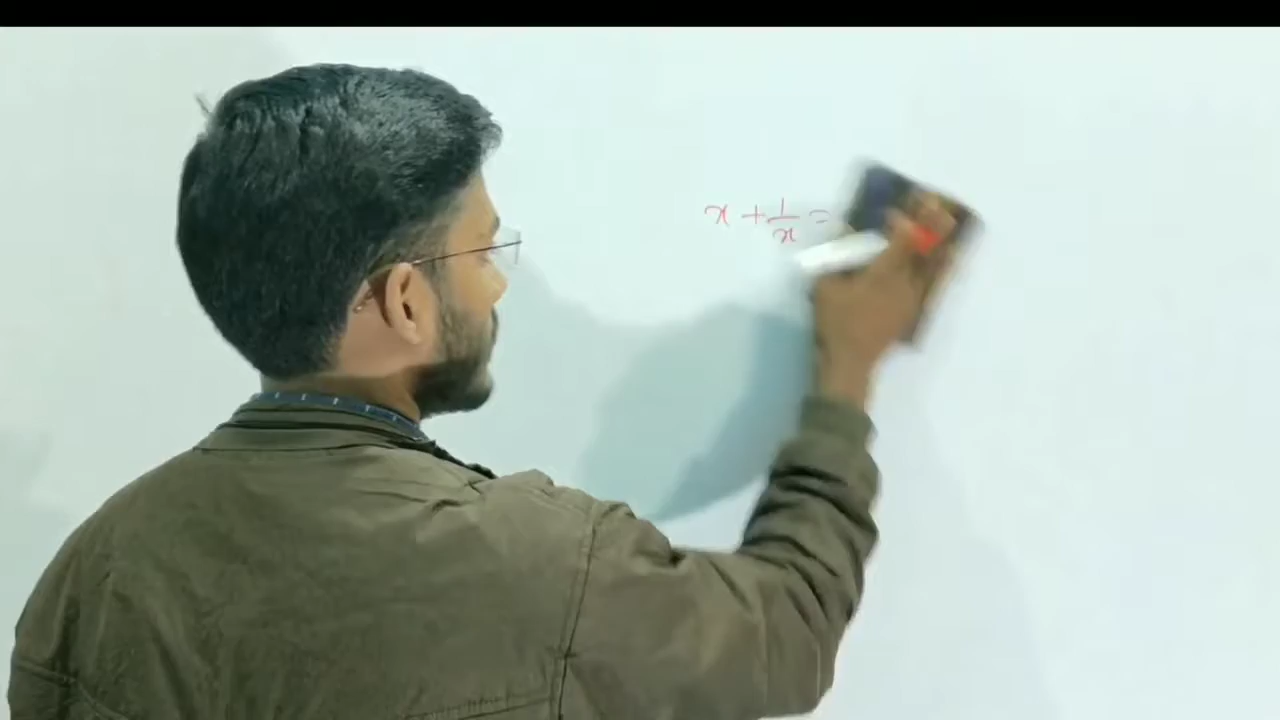 x + 1/x =